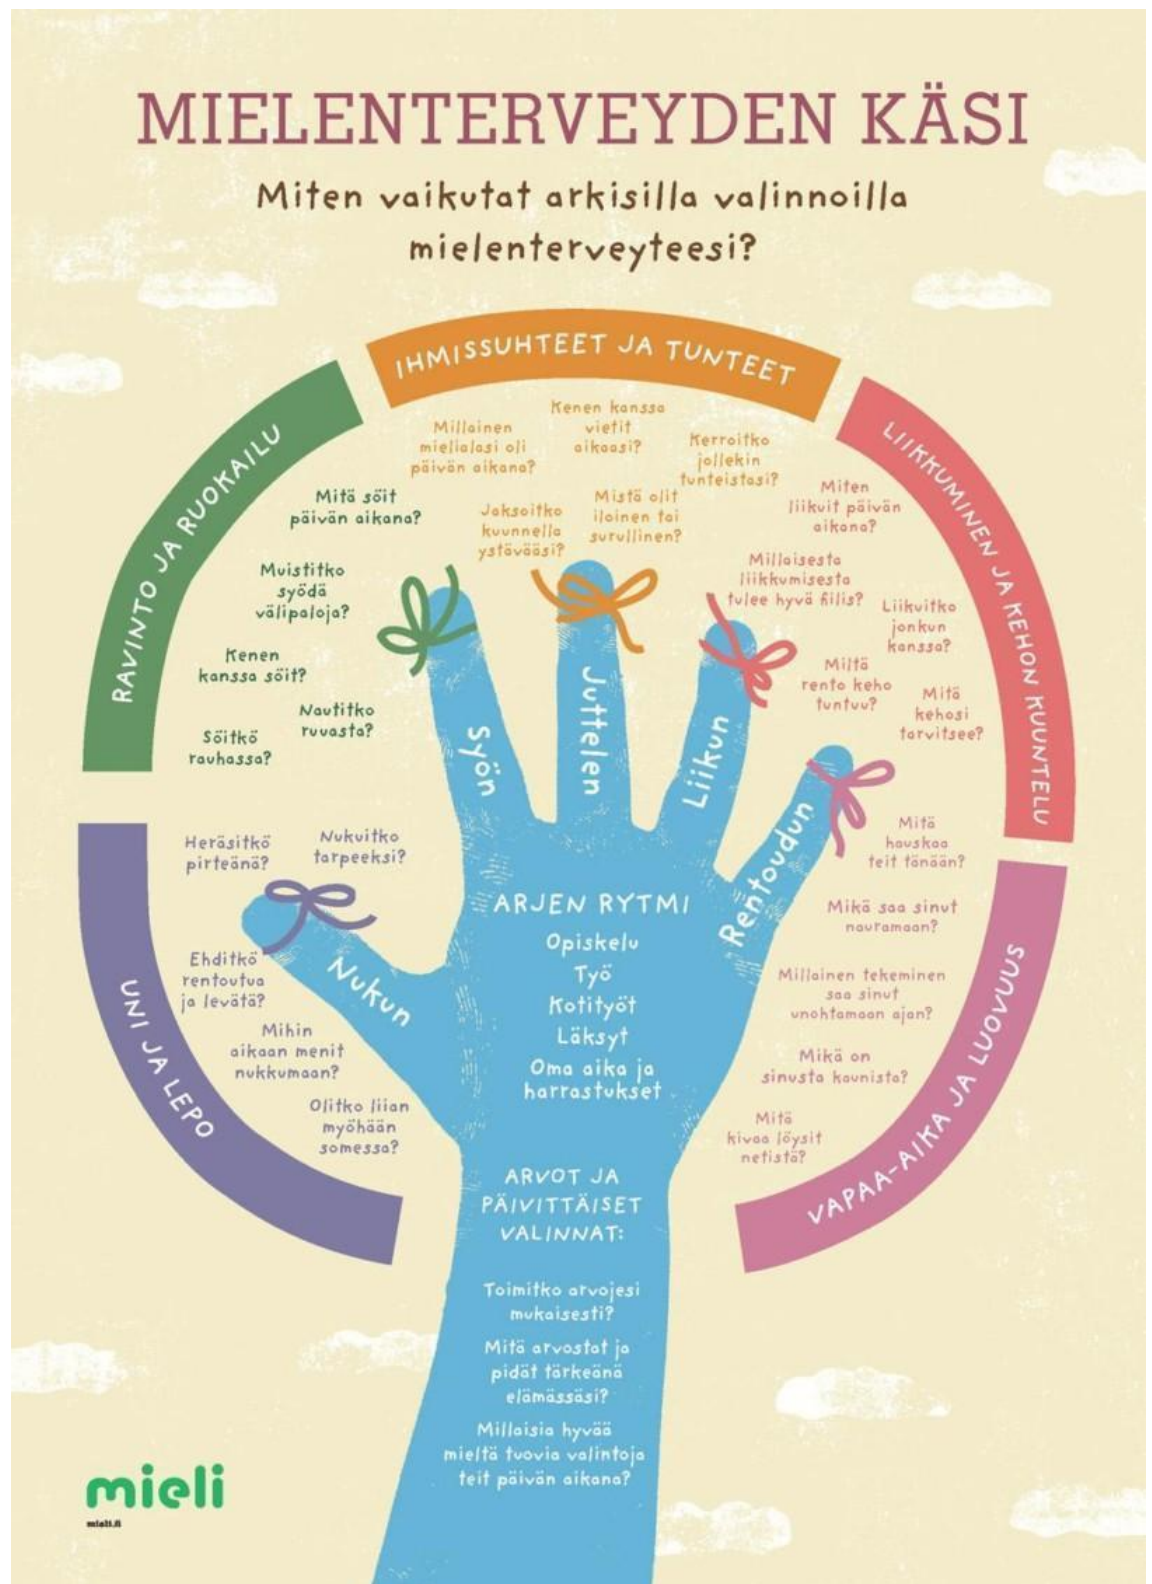 MIELENTERVEYDEN KÄSI
Miten vaikutat arkisilla valinnoilla
mielenterveyteesi?
IHMISSUHTEET JA TUNTEET
Millainen
mielialasi oli
päivän aikana?
Kenen kanssa
vietit
aikaasi?
Kerroitko
jollekin
tunteistasi?
Jaksoitko
kuunnella
ystävääsi?
Mistä olit
iloinen tai
surullinen?
RAVINTO JA RUOKAILU
Mitä söit
päivän aikana?
Muistitko
syödä
välipaloja?
Kenen
kanssa söit?
Nautitko
ruuasta?
Söitkö
rauhassa?
LIIKKUMINEN JA KEHON KUUNTELU
Miten
liikuit päivän
aikana?
Millaisesta
liikkumisesta
tulee hyvä fiilis?
Liikuitko
jonkun
kanssa?
Miltä
rento keho
tuntuu?
Mitä
kehosi
tarvitsee?
Syön
Juttelen
Liikun
Rentoudun
Nukun
UNI JA LEPO
Heräsitkö
pirteänä?
Nukuitko
tarpeeksi?
Ehditkö
rentoutua
ja levätä?
Mihin
aikaan menit
nukkumaan?
Olitko liian
myöhään
somessa?
VAPAA-AIKA JA LUOVUUS
Mitä
hauskaa
teit tänään?
Mikä saa sinut
nauramaan?
Millainen tekeminen
saa sinut
unohtamaan ajan?
Mikä on
sinusta kaunista?
Mitä
kivaa löysit
netistä?
ARJEN RYTMI
Opiskelu
Työ
Kotityöt
Läksyt
Oma aika ja
harrastukset
ARVOT JA
PÄIVITTÄISET
VALINNAT:
Toimitko arvojesi
mukaisesti?
Mitä arvostat ja
pidät tärkeänä
elämässäsi?
Millaisia hyvää
mieltä tuovia valintoja
teit päivän aikana?
mieli
mieli.fi